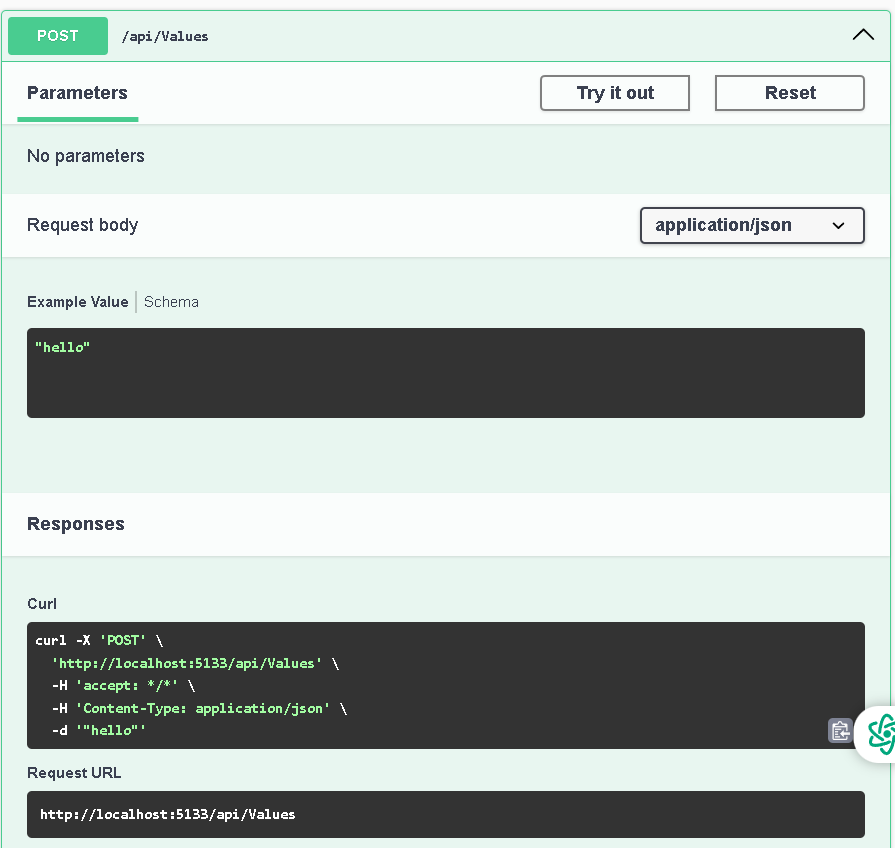 POST /api/Values
Parameters Try it out Reset
No parameters
Request body application/json
Example Value Schema
"hello"
Responses
Curl
curl -X 'POST' \
'http://localhost:5133/api/Values' \
-H 'accept: */*' \
-H 'Content-Type: application/json' \
-d '"hello"'
Request URL
http://localhost:5133/api/Values